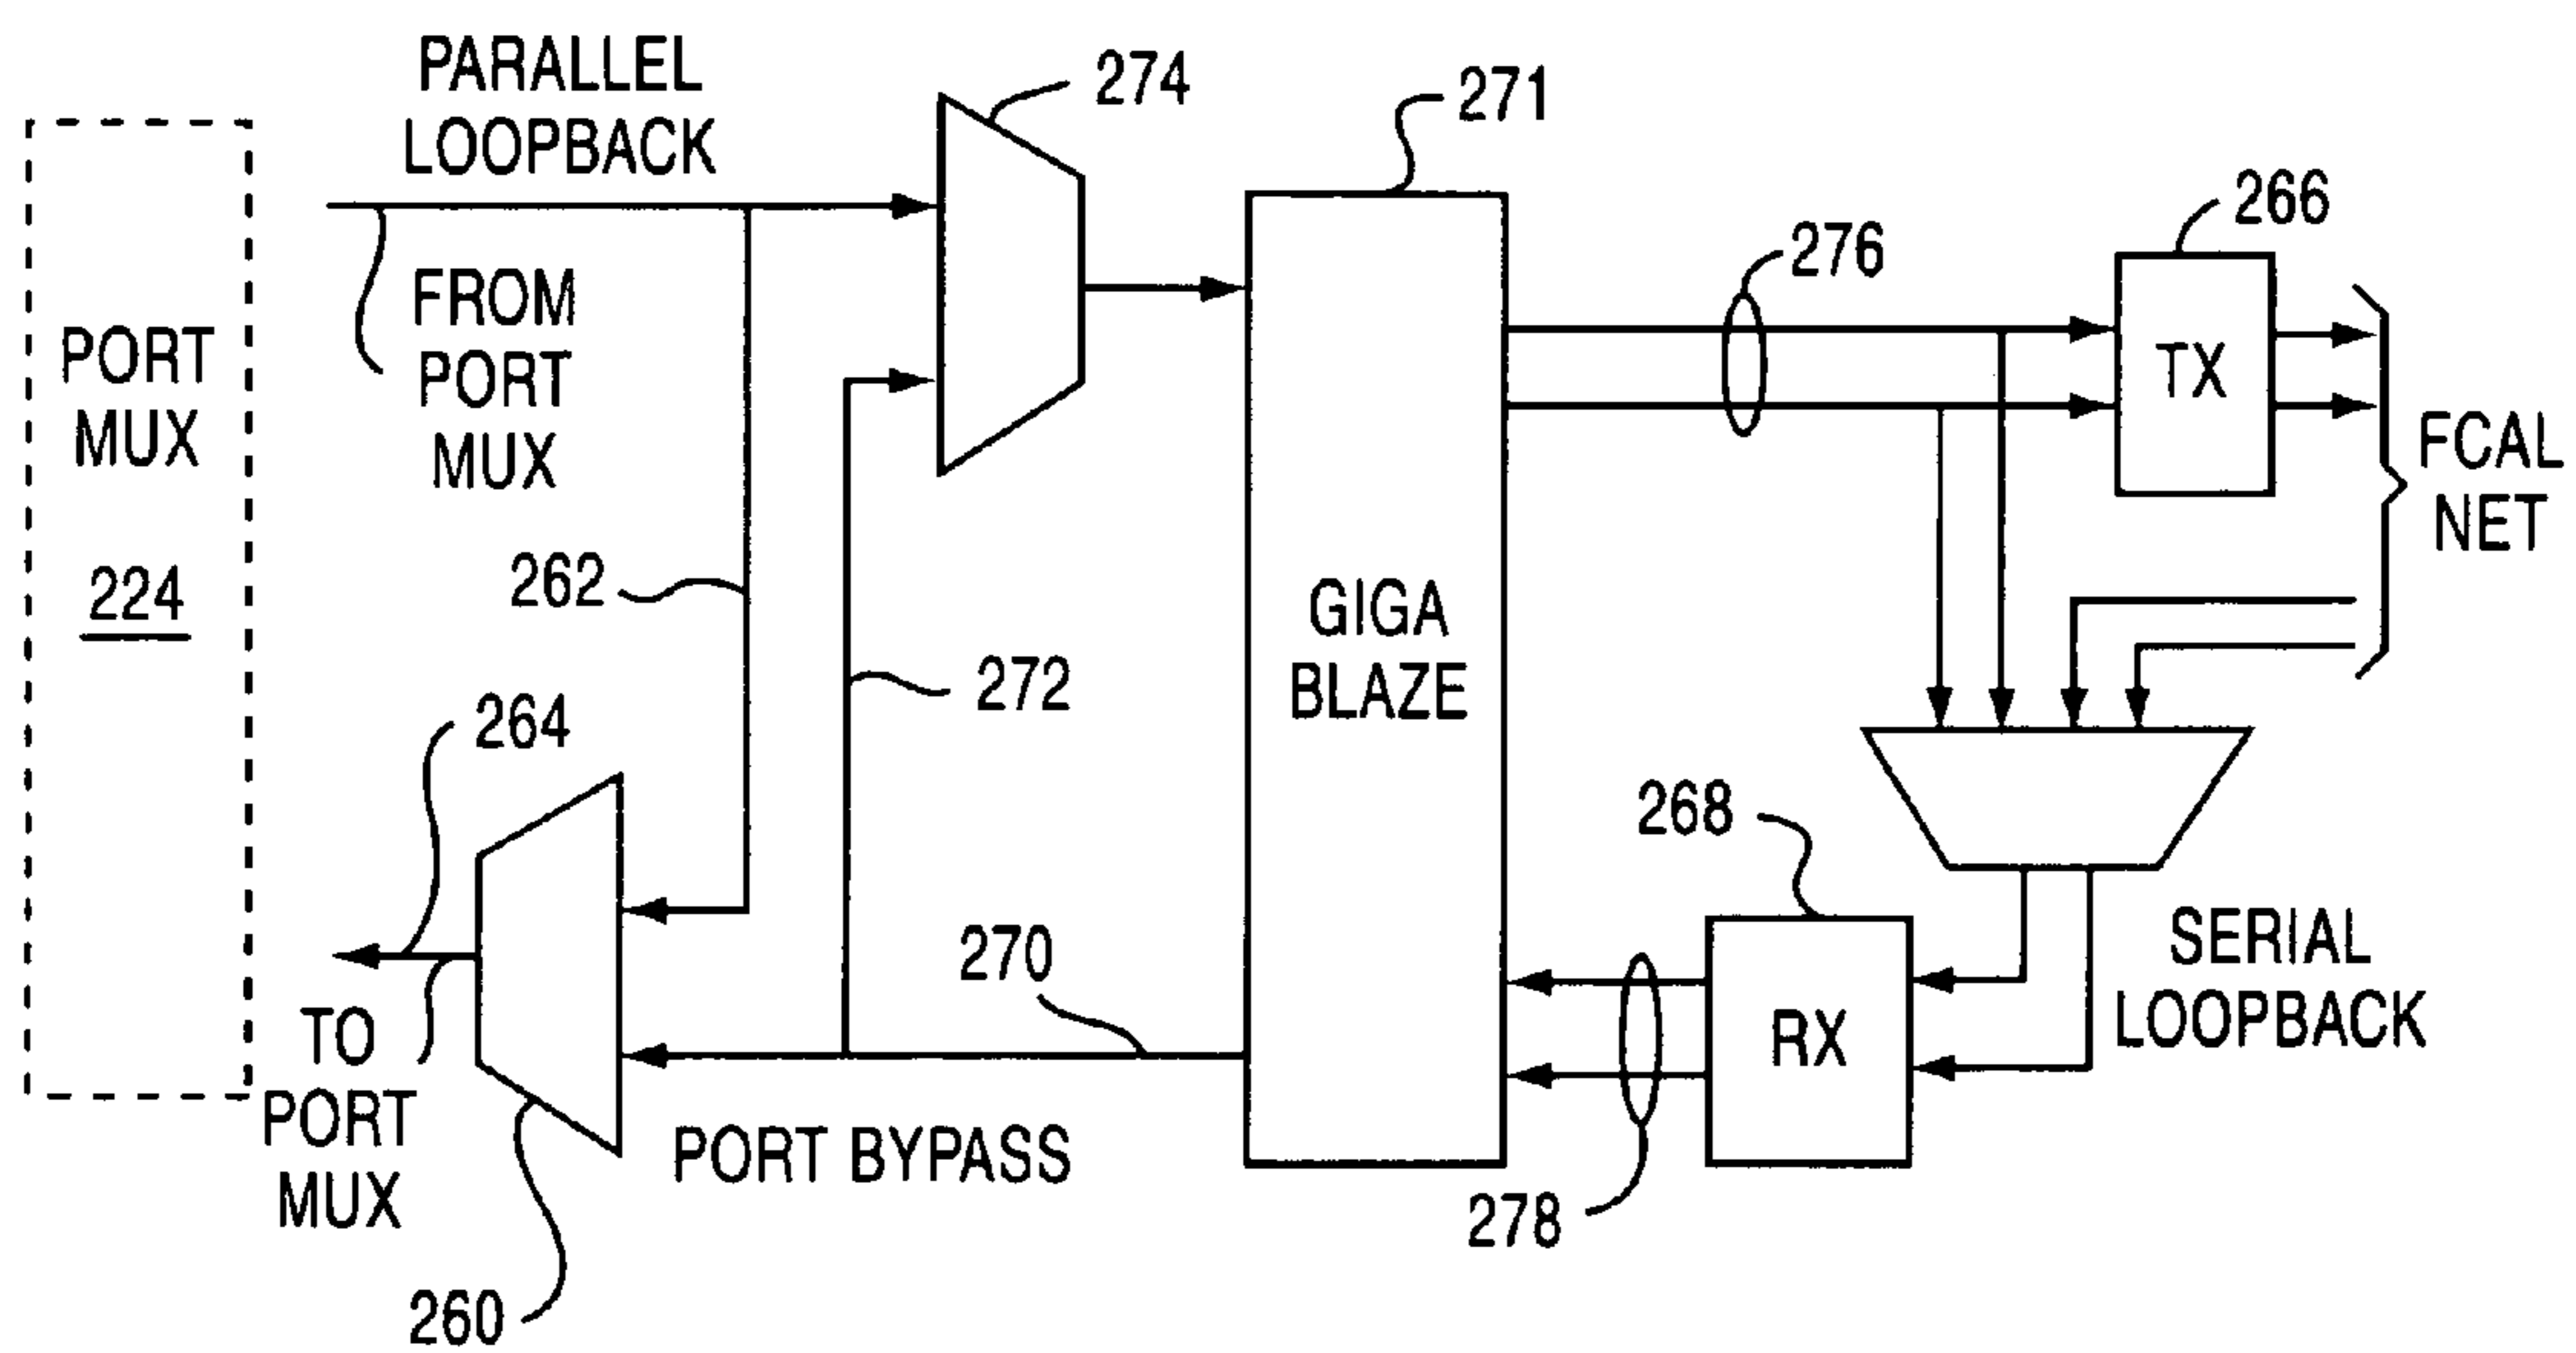 PARALLEL
LOOPBACK
274
271
266
276
FROM
PORT
MUX
PORT
MUX
224
TX
FCAL
NET
262
GIGA
BLAZE
272
264
268
270
SERIAL
LOOPBACK
RX
TO
PORT
MUX
PORT BYPASS
278
260